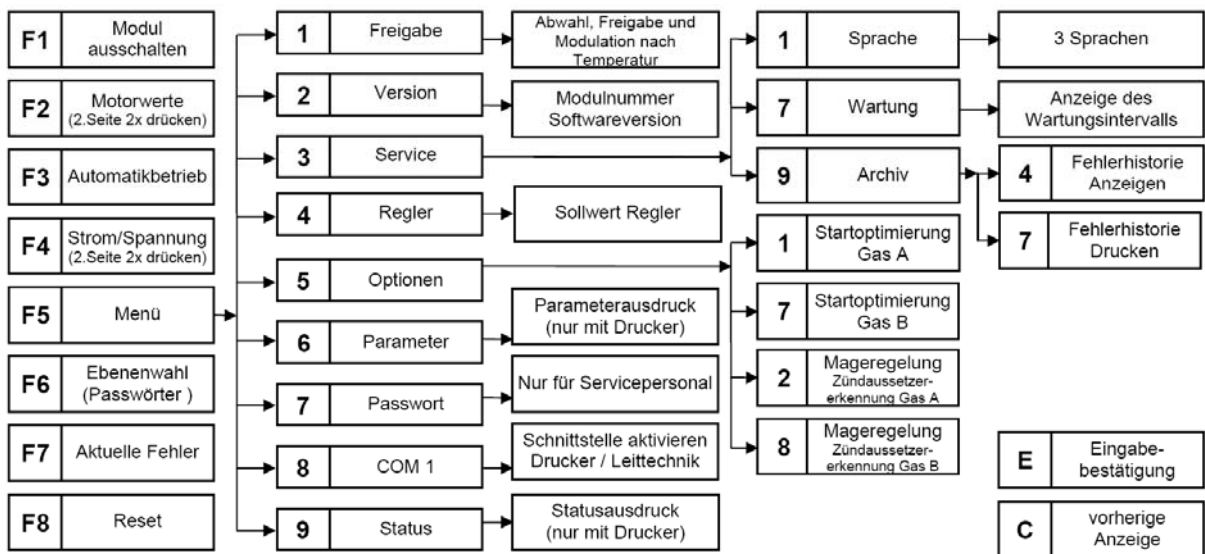 F1
Modul
ausschalten
F2
Motorwerte
(2.Seite 2x drücken)
F3
Automatikbetrieb
F4
Strom/Spannung
(2.Seite 2x drücken)
F5
Menü
F6
Ebenenwahl
(Passwörter )
F7
Aktuelle Fehler
F8
Reset
1
Freigabe
Abwahl, Freigabe und
Modulation nach
Temperatur
2
Version
Modulnummer
Softwareversion
3
Service
4
Regler
Sollwert Regler
5
Optionen
6
Parameter
Parameterausdruck
(nur mit Drucker)
7
Passwort
Nur für Servicepersonal
8
COM 1
Schnittstelle aktivieren
Drucker / Leittechnik
9
Status
Statusausdruck
(nur mit Drucker)
1
Sprache
3 Sprachen
7
Wartung
Anzeige des
Wartungsintervalls
9
Archiv
4
Fehlerhistorie
Anzeigen
7
Fehlerhistorie
Drucken
1
Startoptimierung
Gas A
7
Startoptimierung
Gas B
2
Mageregelung
Zündaussetzer-
erkennung Gas A
8
Mageregelung
Zündaussetzer-
erkennung Gas B
E
Eingabe-
bestätigung
C
vorherige
Anzeige